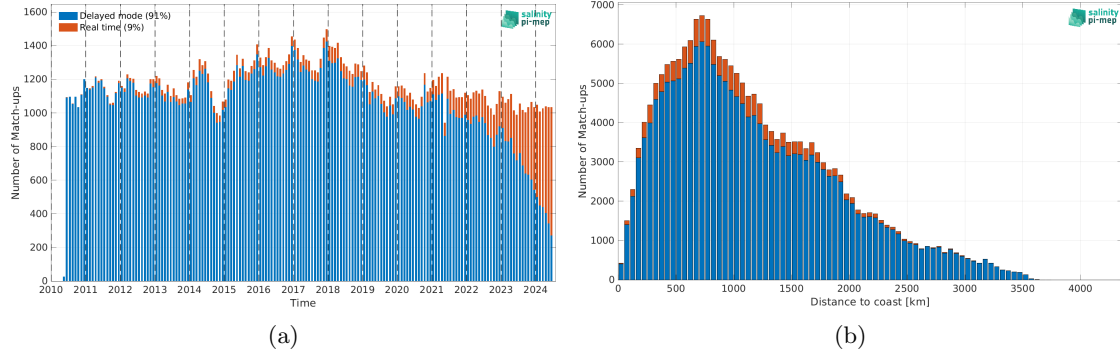 Delayed mode (91%)
Real time (9%)
salinity
pi-mep
Number of Match-ups
1600
1400
1200
1000
800
600
400
200
0
2010 2011 2012 2013 2014 2015 2016 2017 2018 2019 2020 2021 2022 2023 2024
Time
(a)
salinity
pi-mep
Number of Match-ups
7000
6000
5000
4000
3000
2000
1000
0
0 500 1000 1500 2000 2500 3000 3500 4000
Distance to coast [km]
(b)